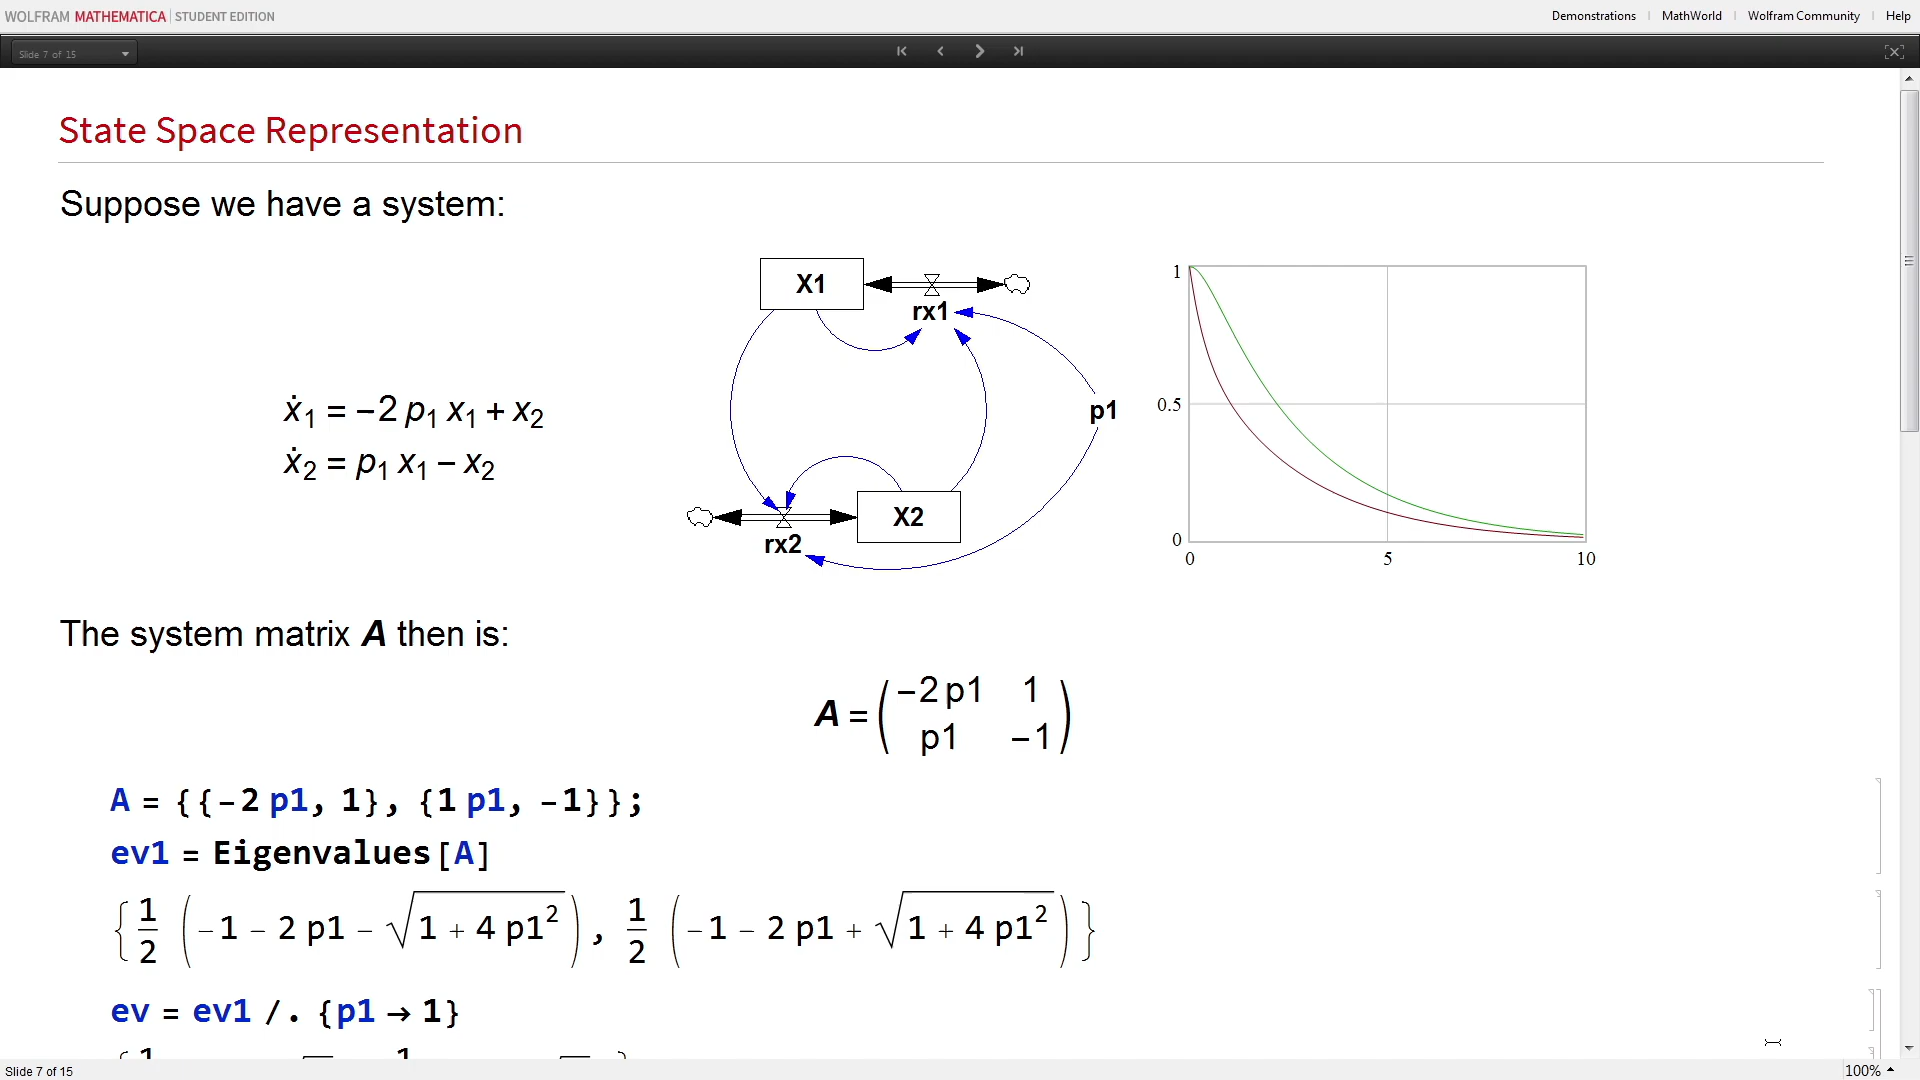 WOLFRAM MATHEMATICA | STUDENT EDITION
Demonstrations | MathWorld | Wolfram Community | Help
Slide 7 of 15
State Space Representation
Suppose we have a system:
X1
rx1
p1
X2
rx2
1
0.5
0
0 5 10
ẋ₁ = −2 p₁ x₁ + x₂
ẋ₂ = p₁ x₁ − x₂
The system matrix A then is:
A = (−2 p1 1
p1 −1)
A = {{−2 p1, 1}, {1 p1, −1}};
ev1 = Eigenvalues[A]
{1/2 (−1 − 2 p1 − √(1 + 4 p1²)), 1/2 (−1 − 2 p1 + √(1 + 4 p1²))}
ev = ev1 /. {p1 → 1}
Slide 7 of 15
100%